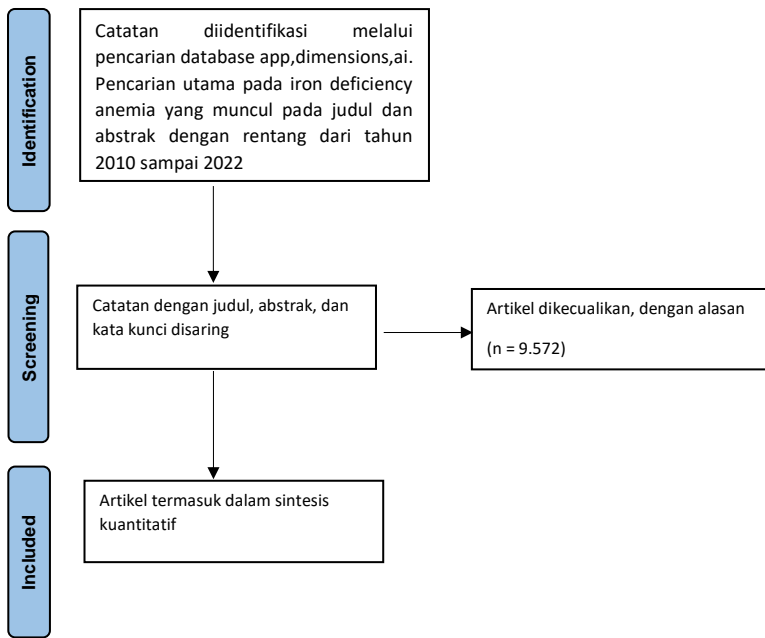 Identification
Catatan diidentifikasi melalui
pencarian database app,dimensions,ai.
Pencarian utama pada iron deficiency
anemia yang muncul pada judul dan
abstrak dengan rentang dari tahun
2010 sampai 2022
Screening
Catatan dengan judul, abstrak, dan
kata kunci disaring
Artikel dikecualikan, dengan alasan
(n = 9.572)
Included
Artikel termasuk dalam sintesis
kuantitatif